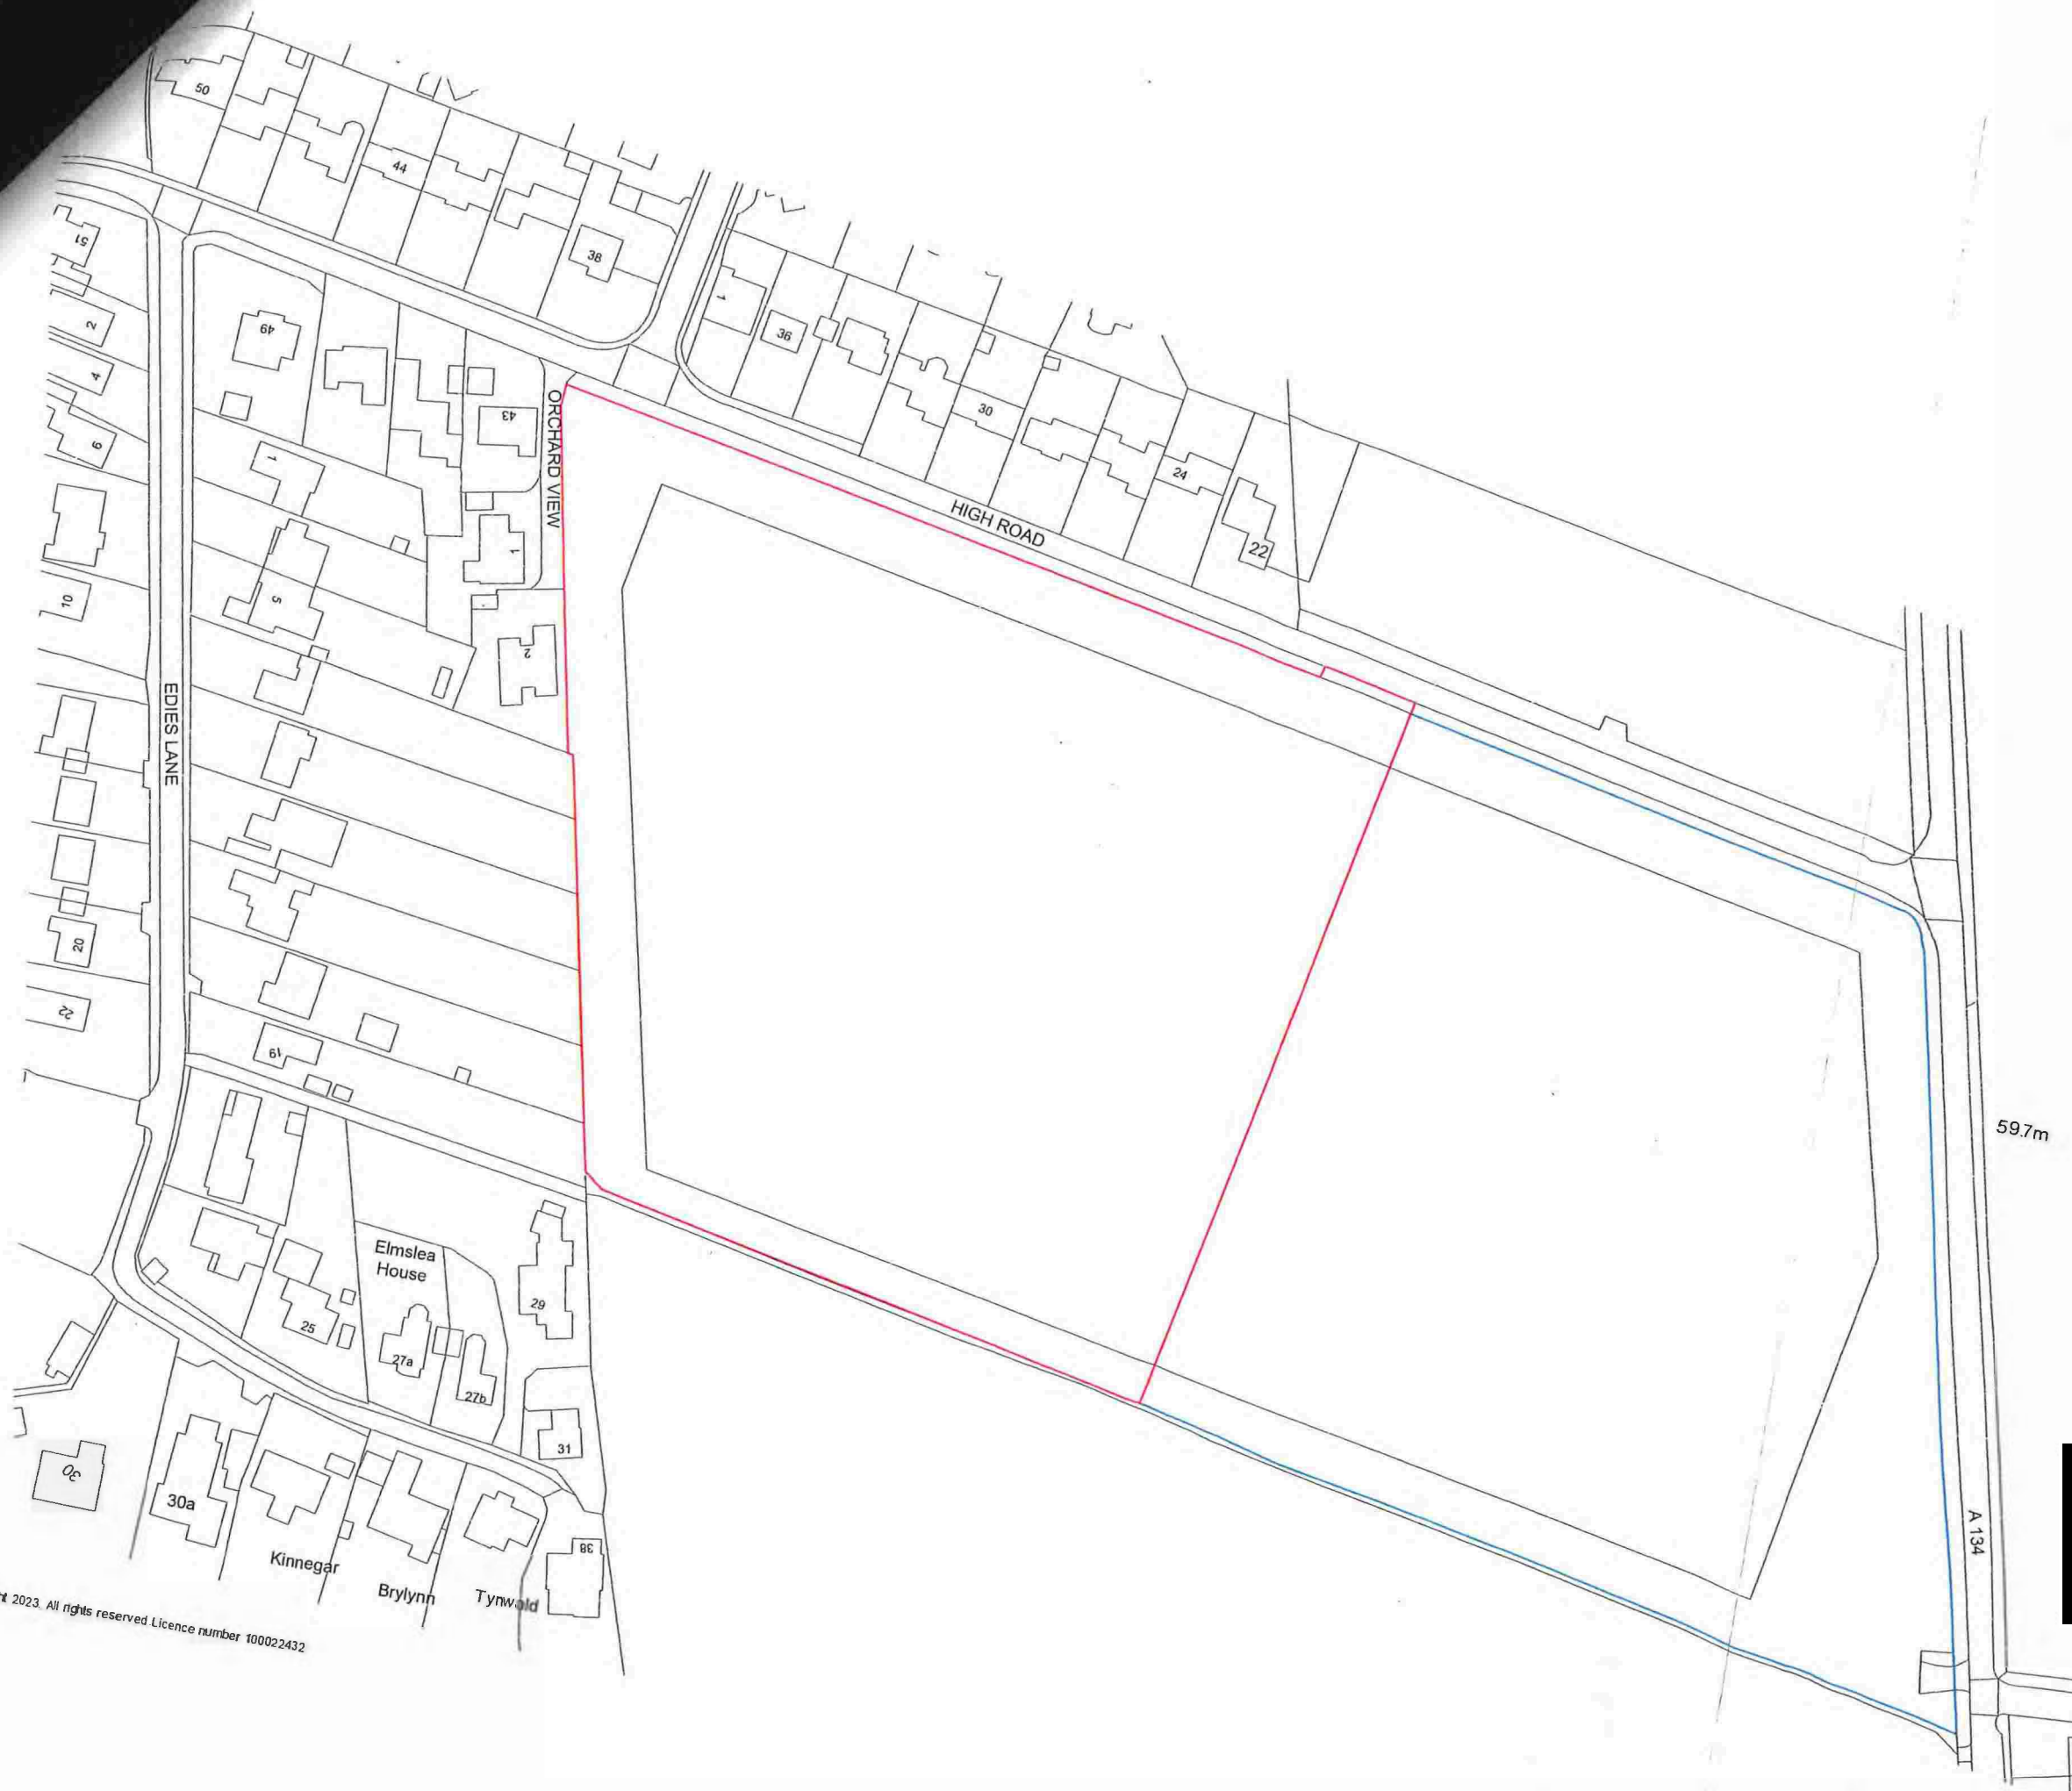 50
44
38
51
2
4
6
49
43
1
36
30
24
22
1
1
5
2
ORCHARD VIEW
HIGH ROAD
10
EDIES LANE
20
22
19
59.7m
Elmslea
House
29
25
27a
27b
31
30
30a
38
Kinnegar
Brylynn
Tynwald
A 134
ht 2023. All rights reserved. Licence number 100022432